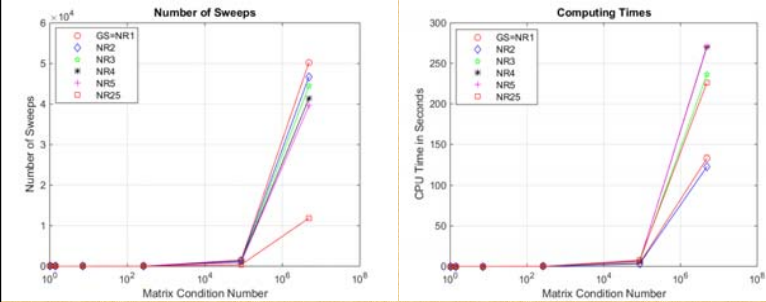 Number of Sweeps
× 10^4
6
5
4
3
2
1
0
GS=NR1
NR2
NR3
NR4
NR5
NR25
Number of Sweeps
10^0
10^2
10^4
10^6
10^8
Matrix Condition Number
Computing Times
300
250
200
150
100
50
0
GS=NR1
NR2
NR3
NR4
NR5
NR25
CPU Time in Seconds
10^0
10^2
10^4
10^6
10^8
Matrix Condition Number